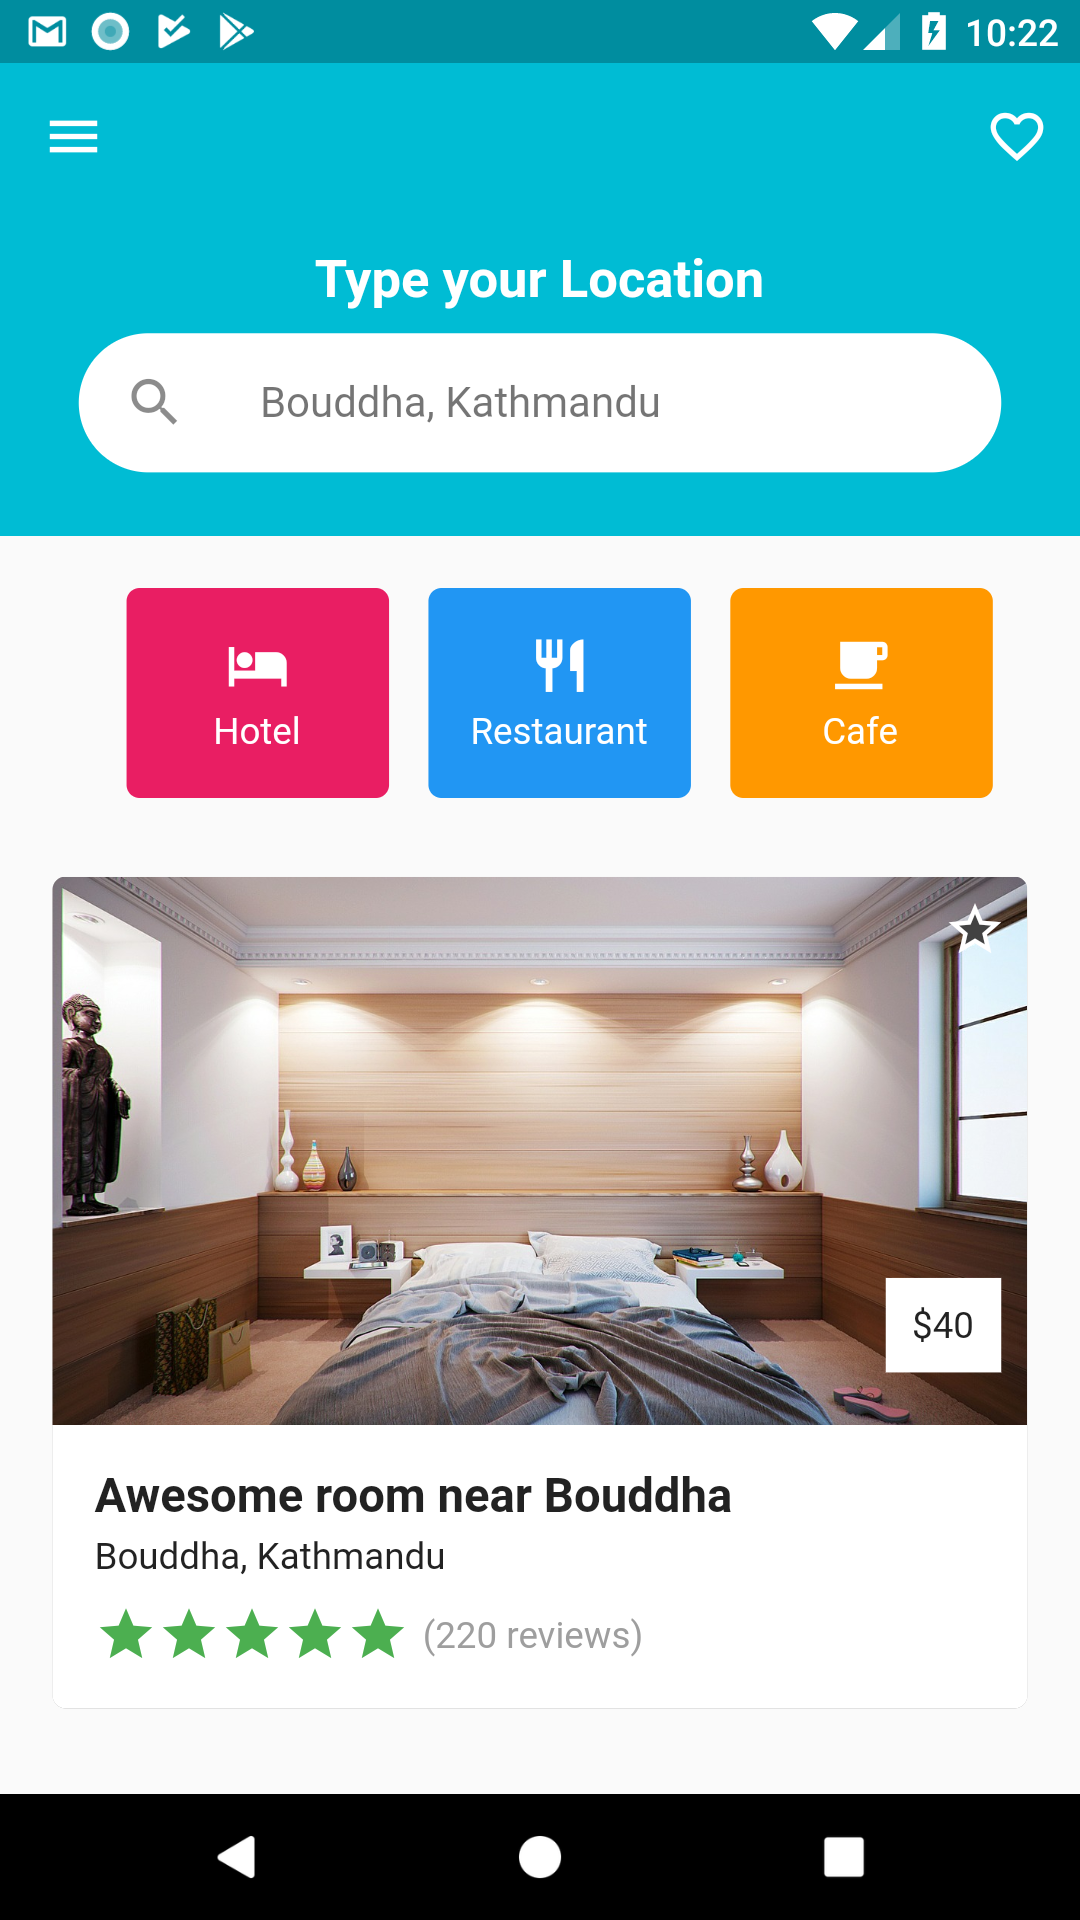 10:22
Type your Location
Bouddha, Kathmandu
Hotel
Restaurant
Cafe
$40
Awesome room near Bouddha
Bouddha, Kathmandu
(220 reviews)